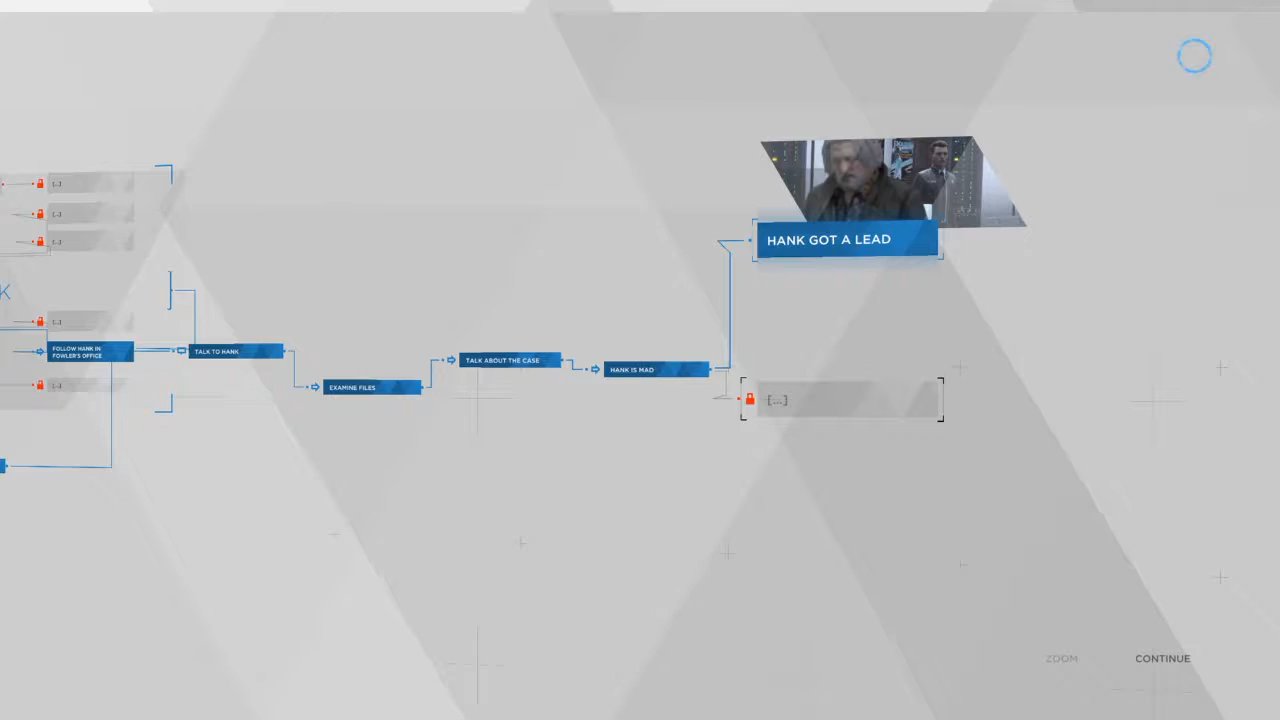 [...]
[...]
[...]
K
[...]
FOLLOW HANK IN
FOWLER'S OFFICE
[...]
TALK TO HANK
EXAMINE FILES
TALK ABOUT THE CASE
HANK IS MAD
HANK GOT A LEAD
[...]
ZOOM
CONTINUE